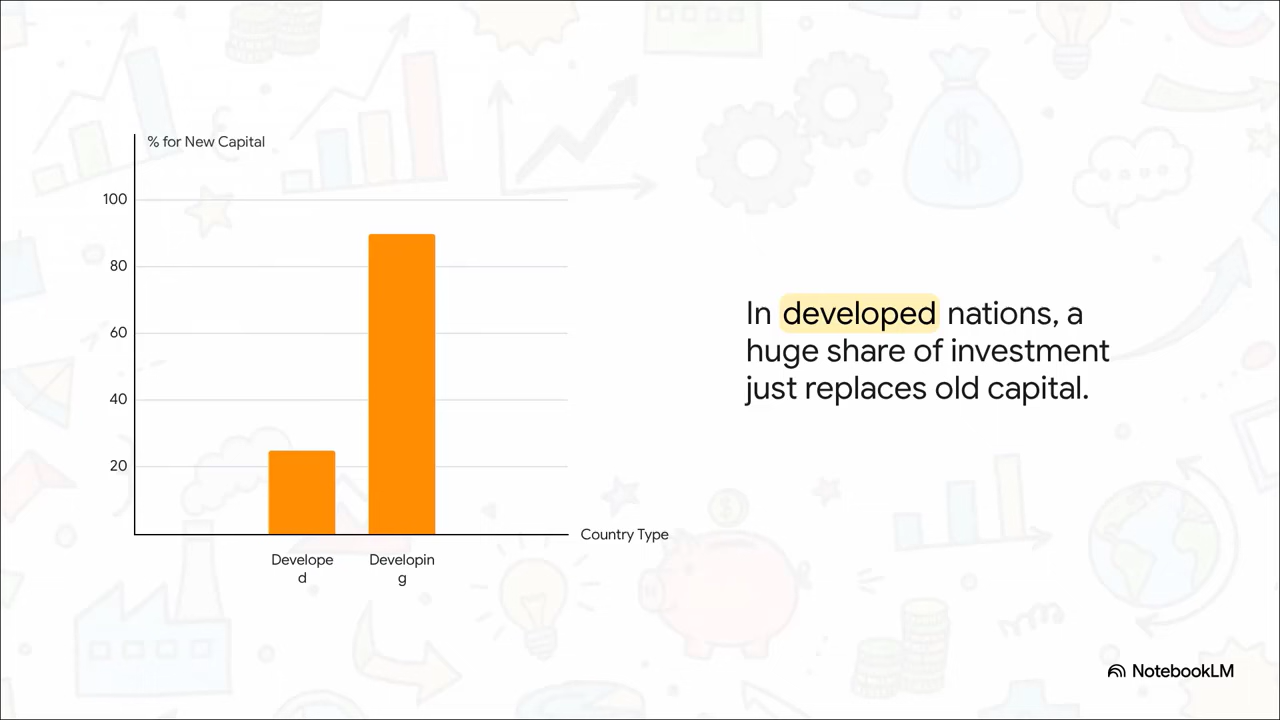 % for New Capital
100
80
60
40
20
Country Type
Develope
d
Developin
g
In developed nations, a
huge share of investment
just replaces old capital.
NotebookLM